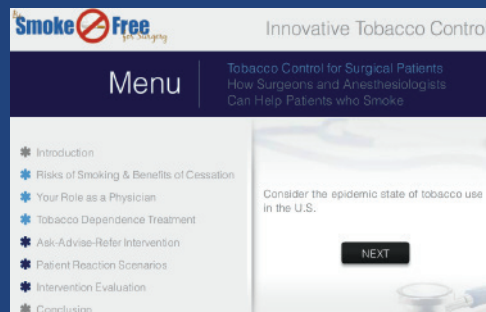 Be
Smoke Free
for Surgery
Innovative Tobacco Control
Menu
Tobacco Control for Surgical Patients
How Surgeons and Anesthesiologists
Can Help Patients who Smoke
Introduction
Risks of Smoking & Benefits of Cessation
Your Role as a Physician
Tobacco Dependence Treatment
Ask-Advise-Refer Intervention
Patient Reaction Scenarios
Intervention Evaluation
Conclusion
Consider the epidemic state of tobacco use
in the U.S.
NEXT